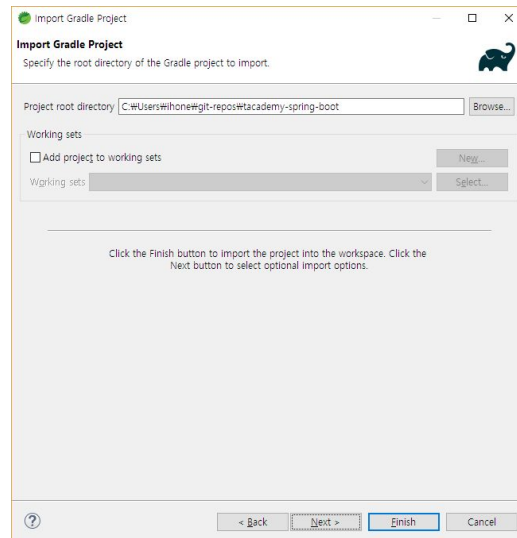 Import Gradle Project
Import Gradle Project
Specify the root directory of the Gradle project to import.
Project root directory C:₩Users₩ihone₩git-repos₩tacademy-spring-boot Browse...
Working sets
Add project to working sets New...
Working sets Select...
Click the Finish button to import the project into the workspace. Click the
Next button to select optional import options.
< Back Next > Finish Cancel